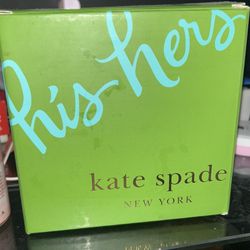 his hers
kate spade
NEW YORK